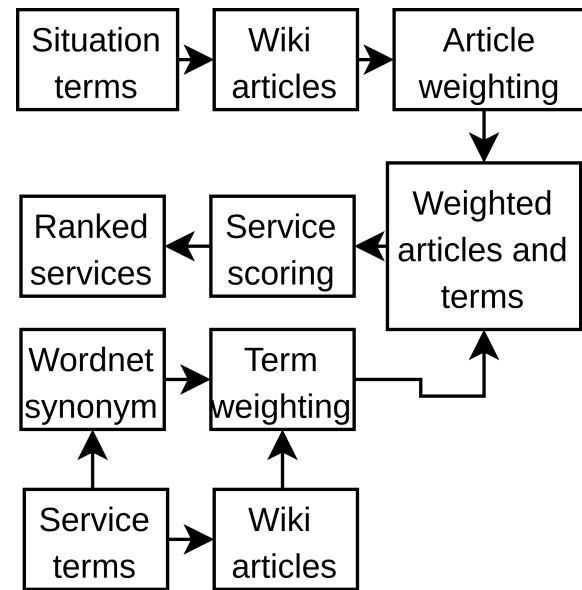 Situation
terms
Wiki
articles
Article
weighting
Ranked
services
Service
scoring
Weighted
articles and
terms
Wordnet
synonym
Term
weighting
Service
terms
Wiki
articles